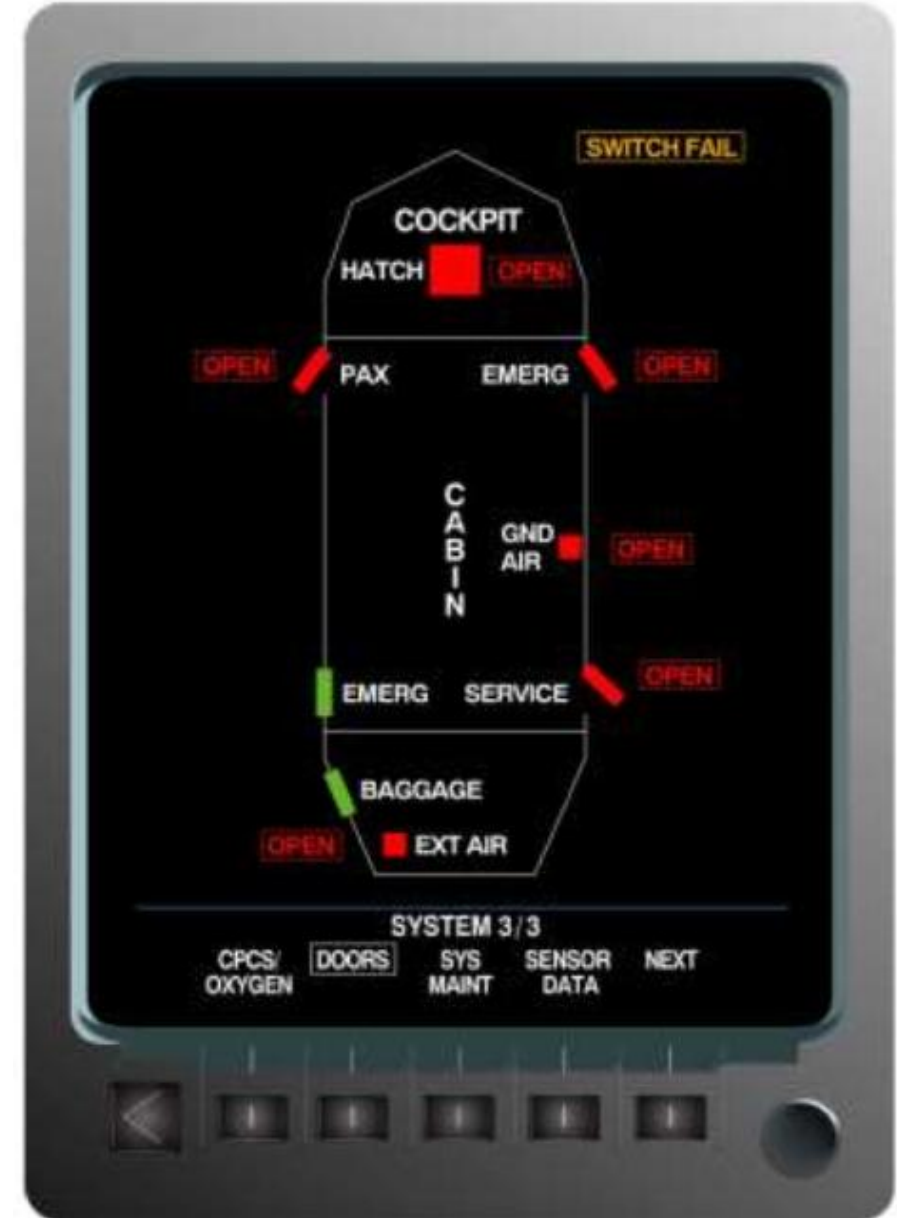 SWITCH FAIL
COCKPIT
HATCH OPEN
OPEN PAX EMERG OPEN
CABIN
GND
AIR OPEN
EMERG SERVICE OPEN
BAGGAGE
OPEN EXT AIR
SYSTEM 3/3
CPCS/ DOORS SYS SENSOR NEXT
OXYGEN MAINT DATA